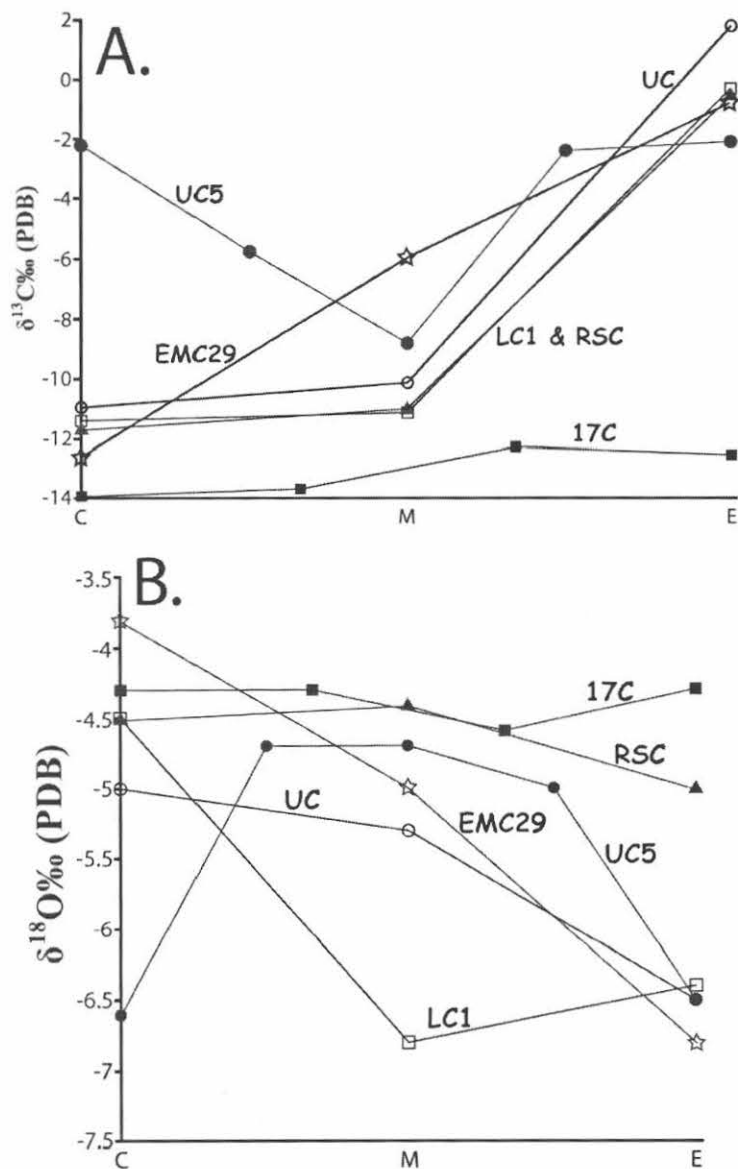 A.
2
0
-2
-4
-6
-8
-10
-12
-14
δ¹³C‰ (PDB)
UC
UC5
EMC29
LC1 & RSC
17C
C M E
B.
-3.5
-4
-4.5
-5
-5.5
-6
-6.5
-7
-7.5
δ¹⁸O‰ (PDB)
17C
RSC
UC
EMC29
UC5
LC1
C M E